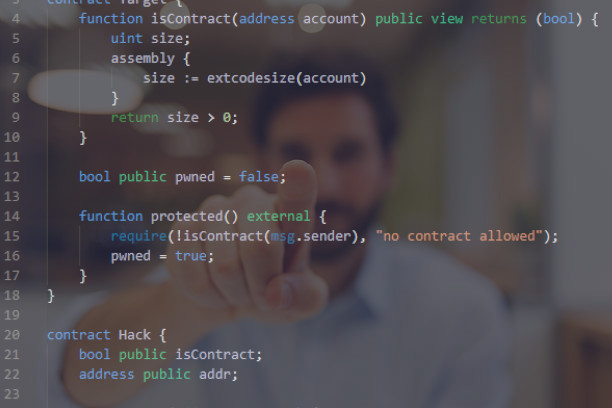 3 contract Target {
4 function isContract(address account) public view returns (bool) {
5 uint size;
6 assembly {
7 size := extcodesize(account)
8 }
9 return size > 0;
10 }
11
12 bool public pwned = false;
13
14 function protected() external {
15 require(!isContract(msg.sender), "no contract allowed");
16 pwned = true;
17 }
18 }
19
20 contract Hack {
21 bool public isContract;
22 address public addr;
23